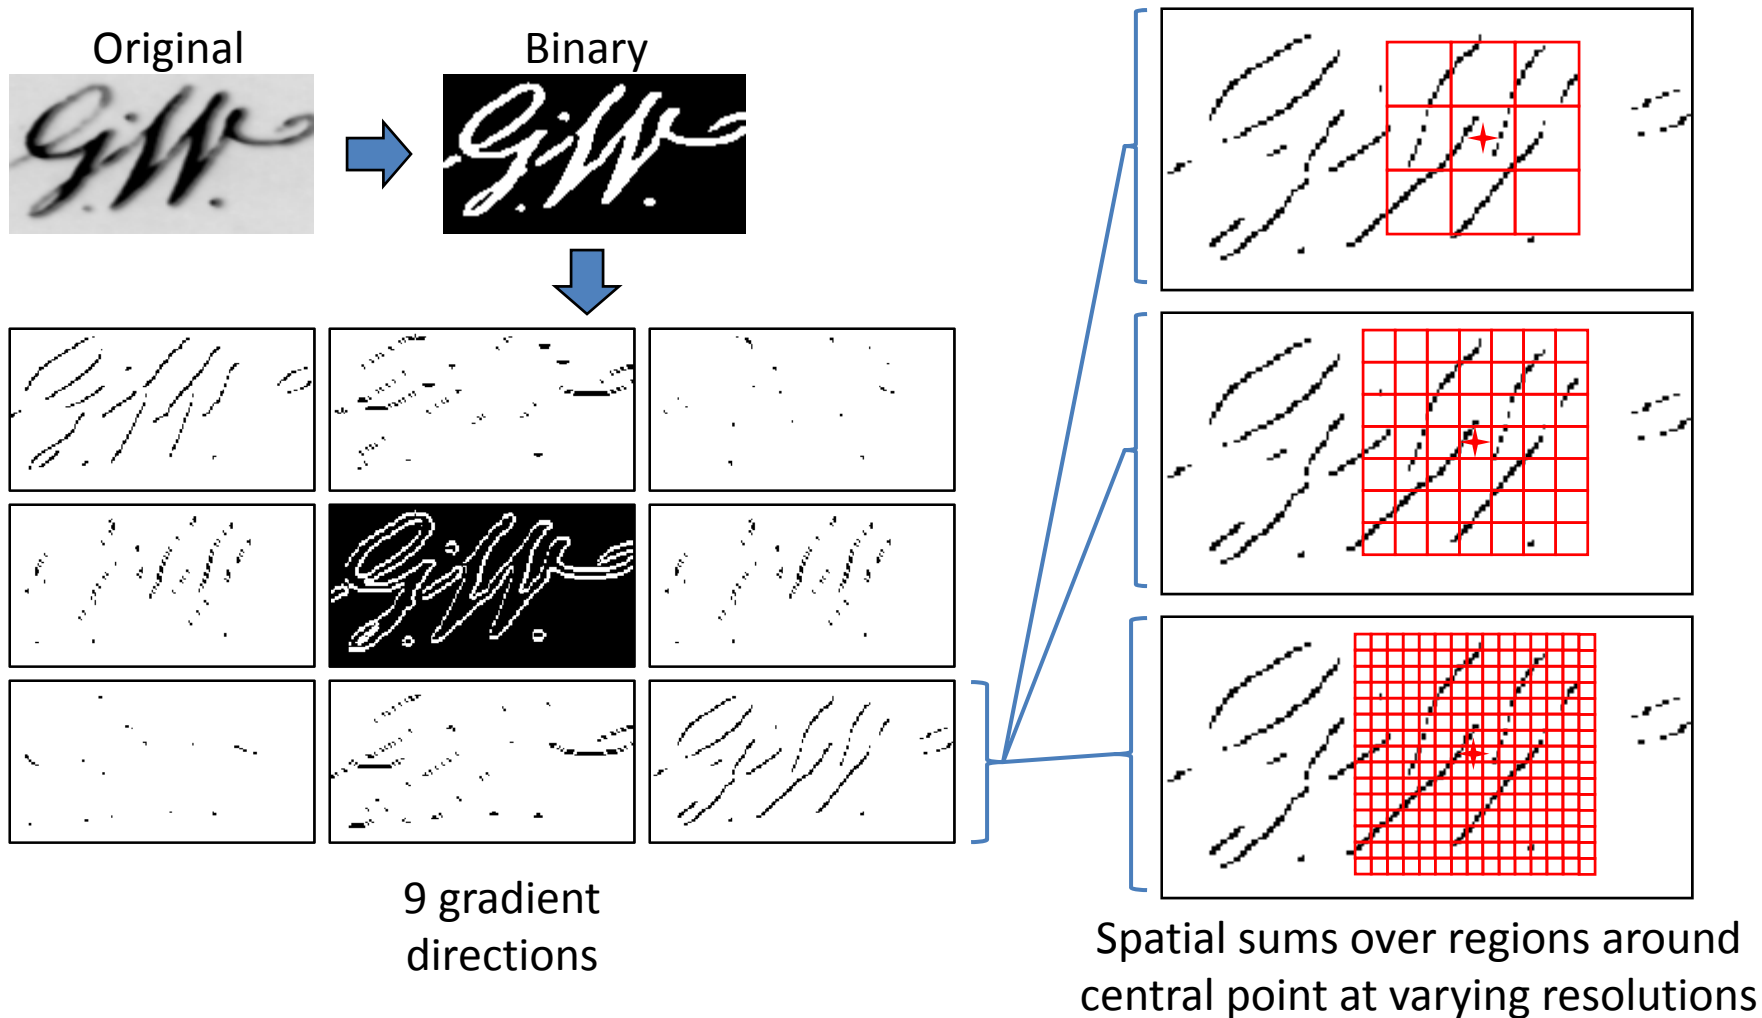 Original
Binary
G.W.
G.W.
G.W.
9 gradient
directions
Spatial sums over regions around
central point at varying resolutions